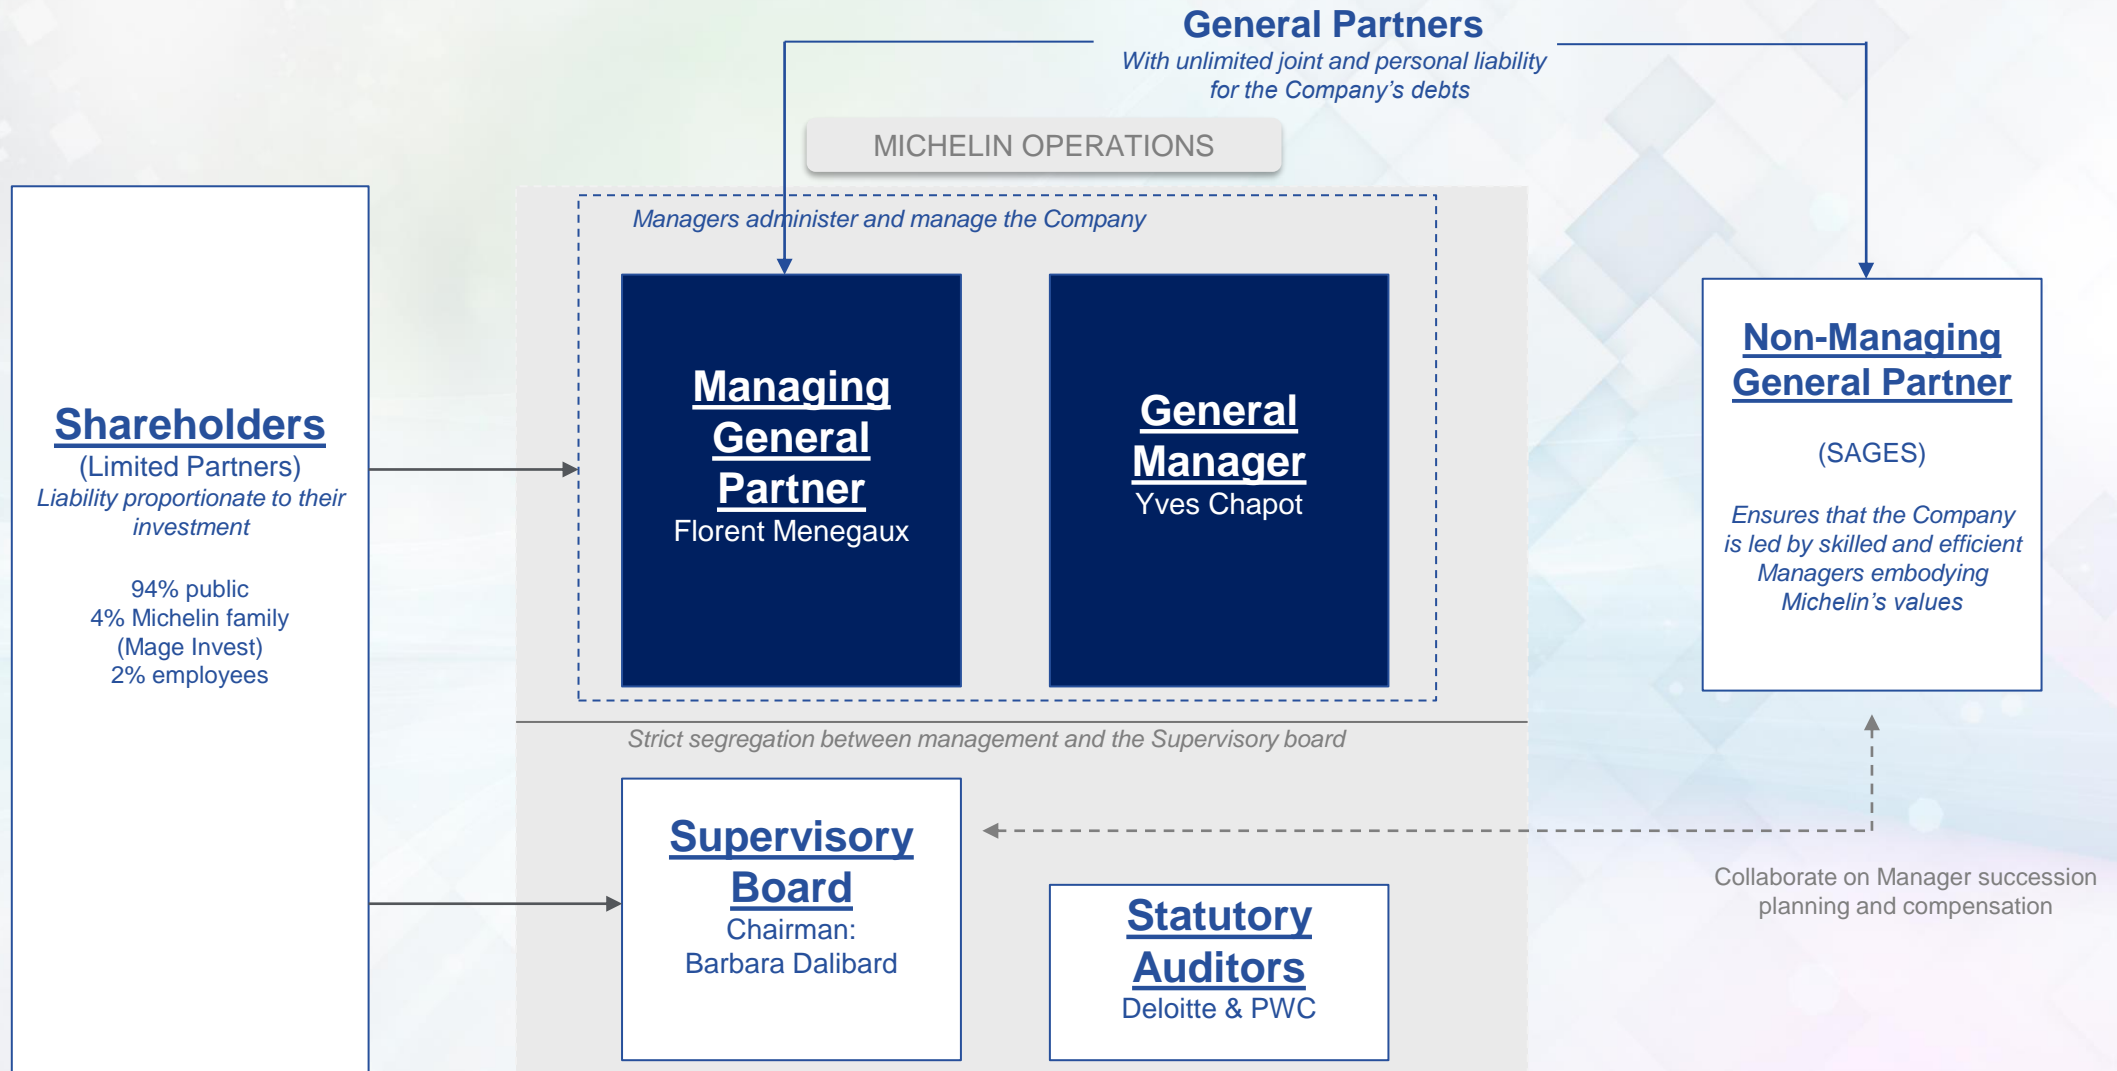 General Partners
With unlimited joint and personal liability
for the Company’s debts
MICHELIN OPERATIONS
Shareholders
(Limited Partners)
Liability proportionate to their
investment
94% public
4% Michelin family
(Mage Invest)
2% employees
Managers administer and manage the Company
Managing
General
Partner
Florent Menegaux
General
Manager
Yves Chapot
Non-Managing
General Partner
(SAGES)
Ensures that the Company
is led by skilled and efficient
Managers embodying
Michelin’s values
Strict segregation between management and the Supervisory board
Supervisory
Board
Chairman:
Barbara Dalibard
Statutory
Auditors
Deloitte & PWC
Collaborate on Manager succession
planning and compensation